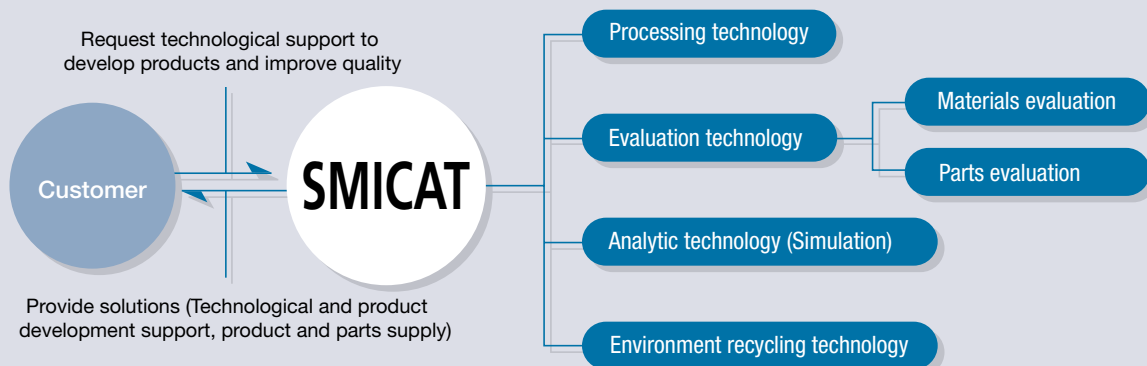 Request technological support to
develop products and improve quality
Customer
SMICAT
Provide solutions (Technological and product
development support, product and parts supply)
Processing technology
Evaluation technology
Materials evaluation
Parts evaluation
Analytic technology (Simulation)
Environment recycling technology